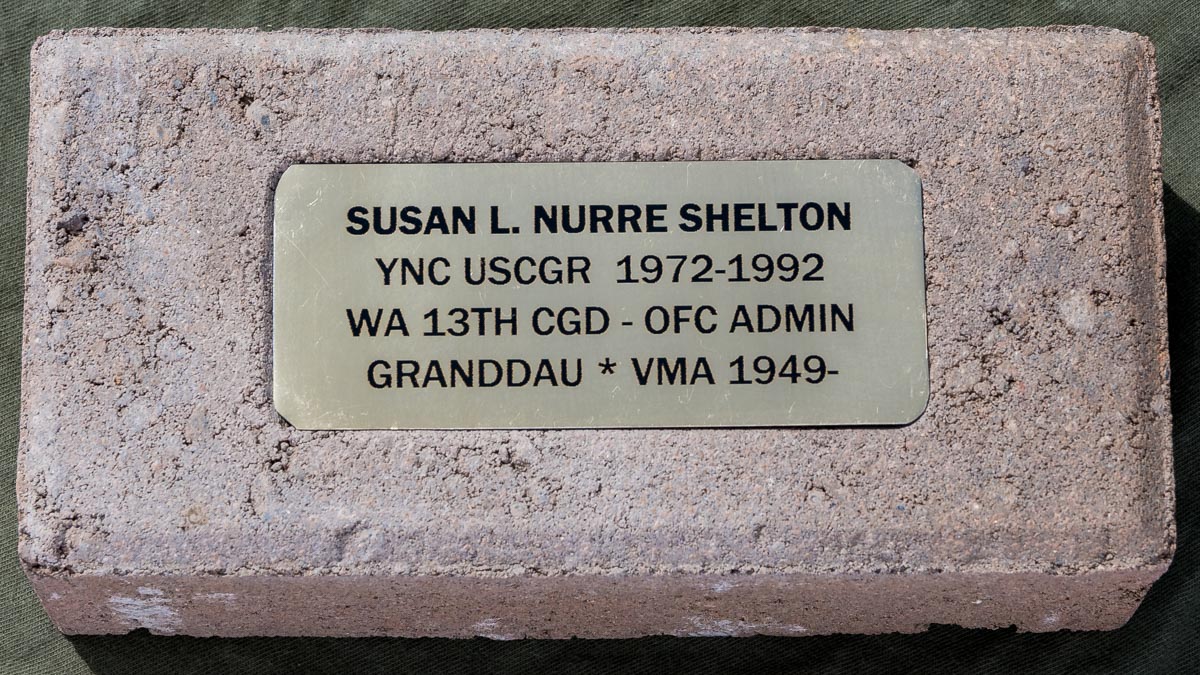 SUSAN L. NURRE SHELTON
YNC USCGR 1972-1992
WA 13TH CGD - OFC ADMIN
GRANDDAU * VMA 1949-